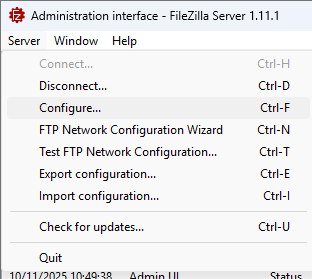 Administration interface - FileZilla Server 1.11.1
Server Window Help
Connect... Ctrl-H
Disconnect... Ctrl-D
Configure... Ctrl-F
FTP Network Configuration Wizard Ctrl-N
Test FTP Network Configuration... Ctrl-T
Export configuration... Ctrl-E
Import configuration... Ctrl-I
Check for updates... Ctrl-U
Quit
10/11/2025 10:49:38 Admin UI Status